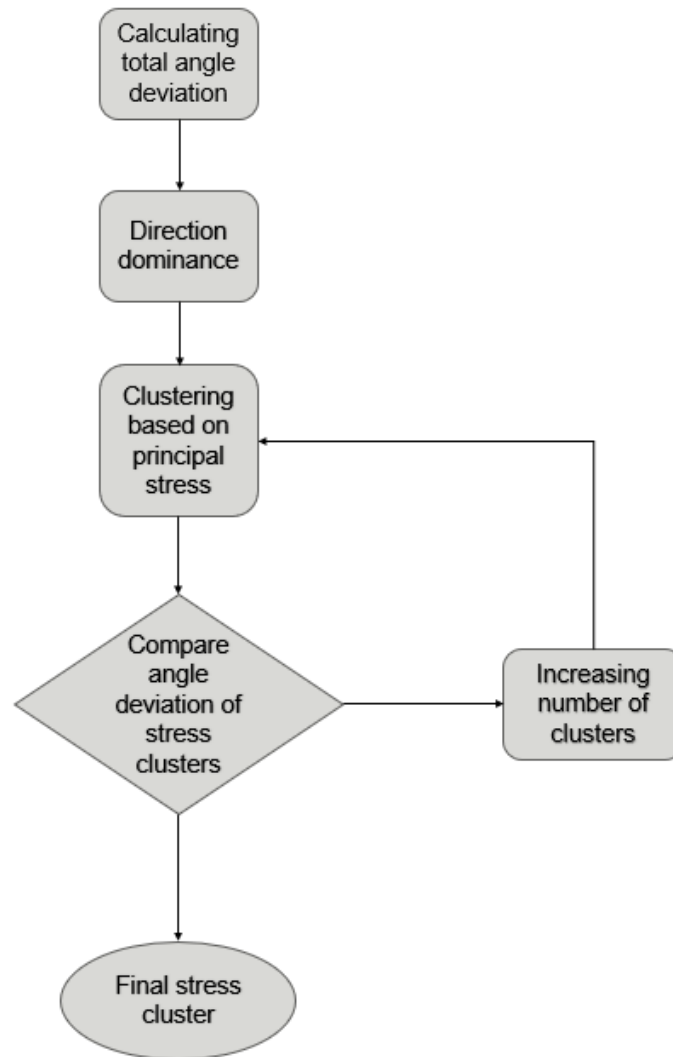 Calculating
total angle
deviation
Direction
dominance
Clustering
based on
principal
stress
Compare
angle
deviation of
stress
clusters
Increasing
number of
clusters
Final stress
cluster